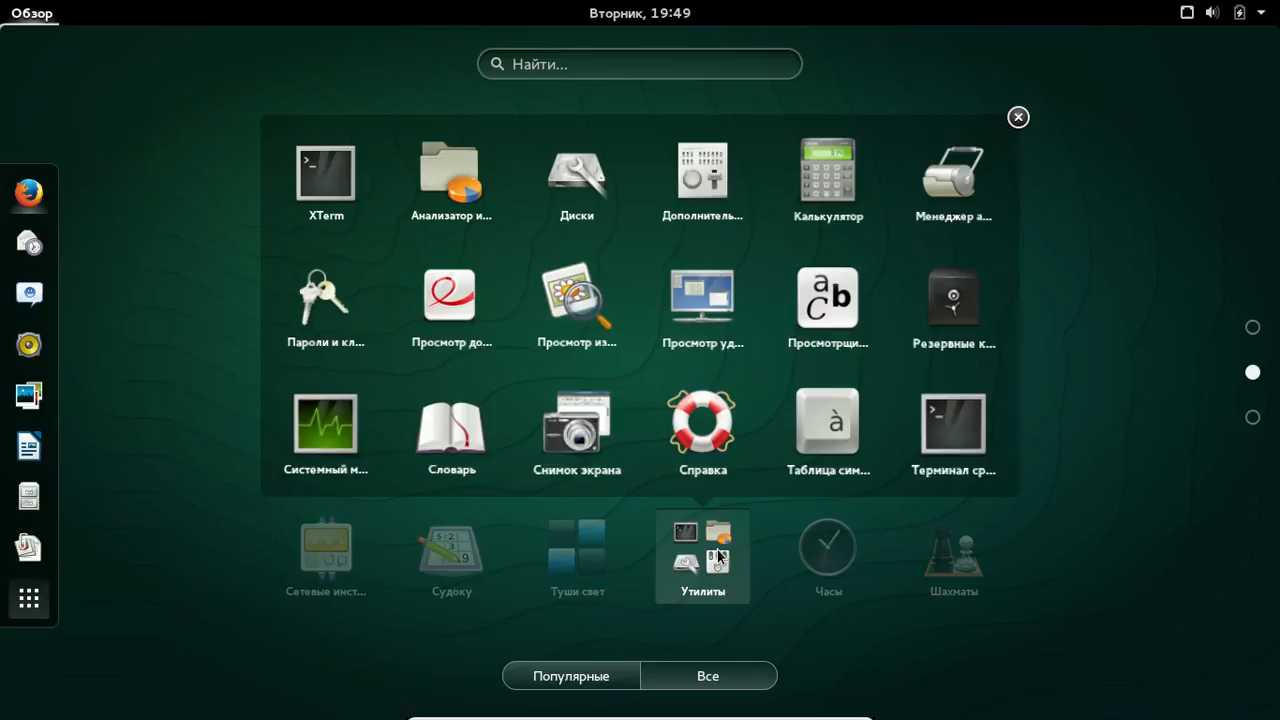 Обзор
Вторник, 19:49
Найти...
XTerm
Анализатор и...
Диски
Дополнитель...
Калькулятор
Менеджер а...
Пароли и кл...
Просмотр до...
Просмотр из...
Просмотр уд...
Просмотрщи...
Резервные к...
Системный м...
Словарь
Снимок экрана
Справка
Таблица сим...
Терминал ср...
Сетевые инст...
Судоку
Туши свет
Утилиты
Часы
Шахматы
Популярные
Все